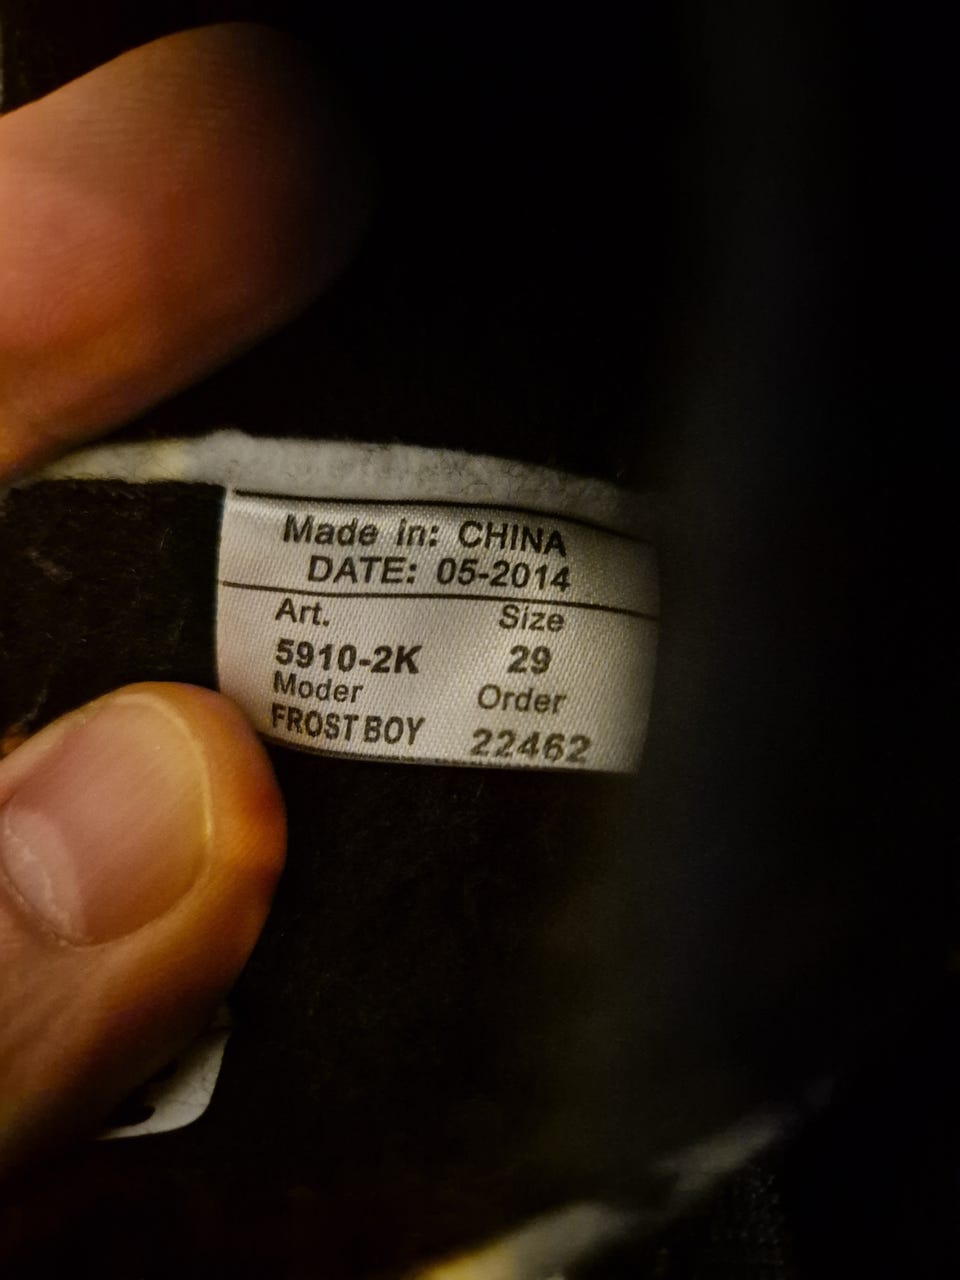 Made in: CHINA
DATE: 05-2014
Art. Size
5910-2K 29
Moder Order
FROST BOY 22462